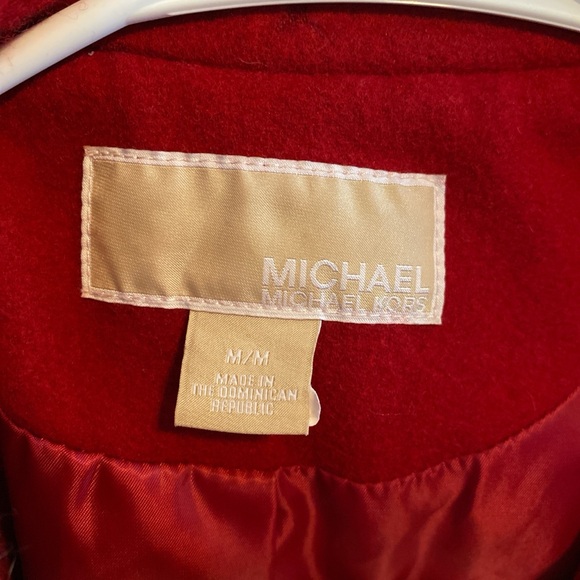 MICHAEL
MICHAEL KORS
M/M
MADE IN
THE DOMINICAN
REPUBLIC